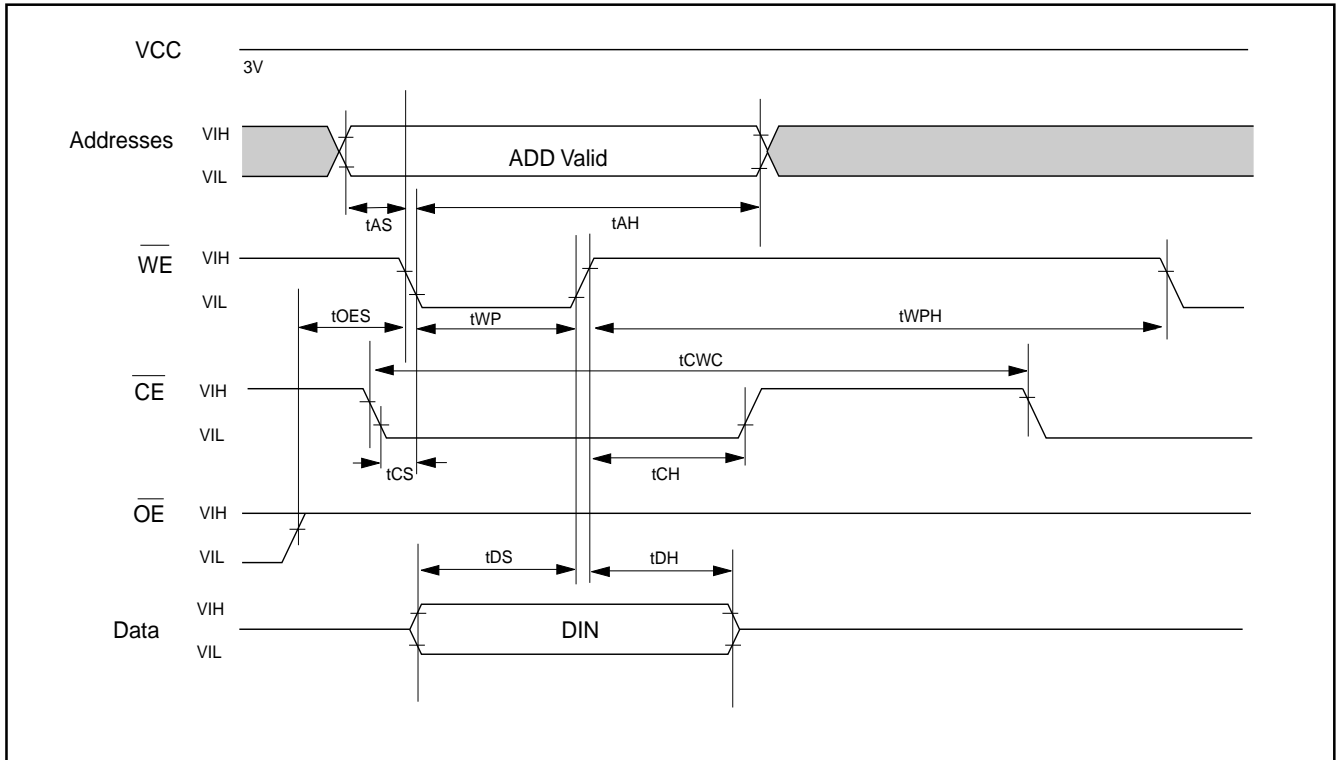 VCC
3V
Addresses
VIH
VIL
ADD Valid
tAS
tAH
WE
VIH
VIL
tOES
tWP
tWPH
tCWC
CE
VIH
VIL
tCS
tCH
OE
VIH
VIL
tDS
tDH
Data
VIH
VIL
DIN